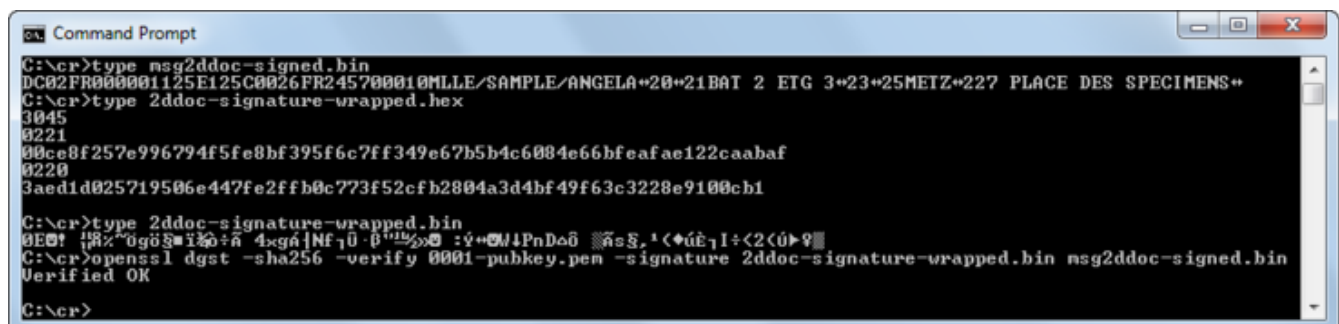 Command Prompt
C:\cr>type msg2ddoc-signed.bin
DC02FR000001125E125C0026FR245700010MLLE/SAMPLE/ANGELA↔20↔21BAT 2 ETG 3↔23↔25METZ↔227 PLACE DES SPECIMENS↔
C:\cr>type 2ddoc-signature-wrapped.hex
3045
0221
00ce8f257e996794f5fe8bf395f6c7ff349e67b5b4c6084e66bfeafae122caabaf
0220
3aed1d025719506e447fe2ffb0c773f52cfb2804a3d4bf49f63c3228e9100cb1
C:\cr>type 2ddoc-signature-wrapped.bin
C:\cr>openssl dgst -sha256 -verify 0001-pubkey.pem -signature 2ddoc-signature-wrapped.bin msg2ddoc-signed.bin
Verified OK
C:\cr>